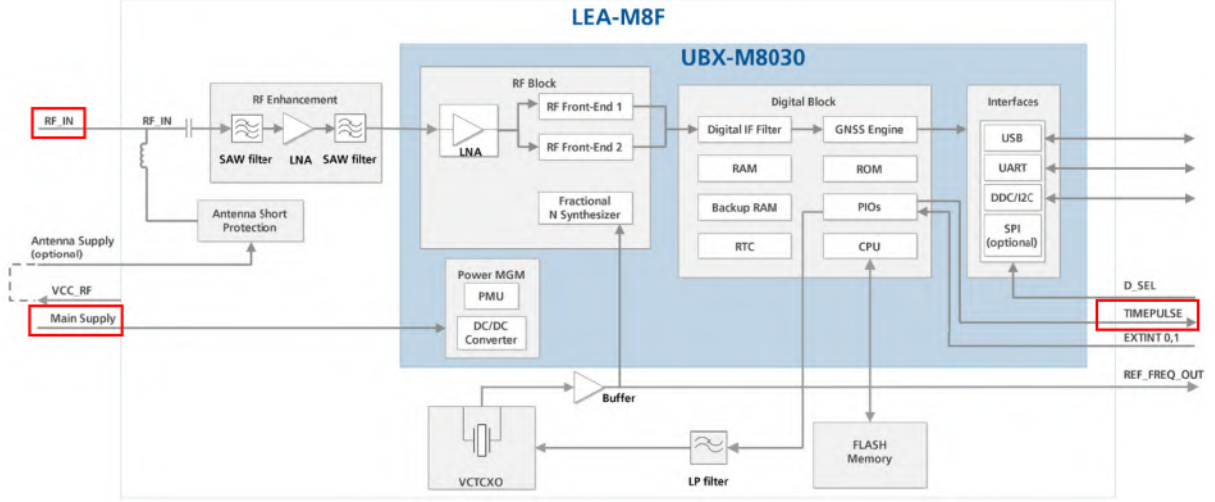 LEA-M8F
UBX-M8030
RF_IN
RF_IN
RF Enhancement
SAW filter
LNA
SAW filter
RF Block
LNA
RF Front-End 1
RF Front-End 2
Fractional
N Synthesizer
Digital Block
Digital IF Filter
GNSS Engine
RAM
ROM
Backup RAM
PIOs
RTC
CPU
Interfaces
USB
UART
DDC/I2C
SPI
(optional)
Antenna Short
Protection
Antenna Supply
(optional)
VCC_RF
Main Supply
Power MGM
PMU
DC/DC
Converter
D_SEL
TIMEPULSE
EXTINT 0,1
REF_FREQ_OUT
Buffer
VCTCXO
LP filter
FLASH
Memory